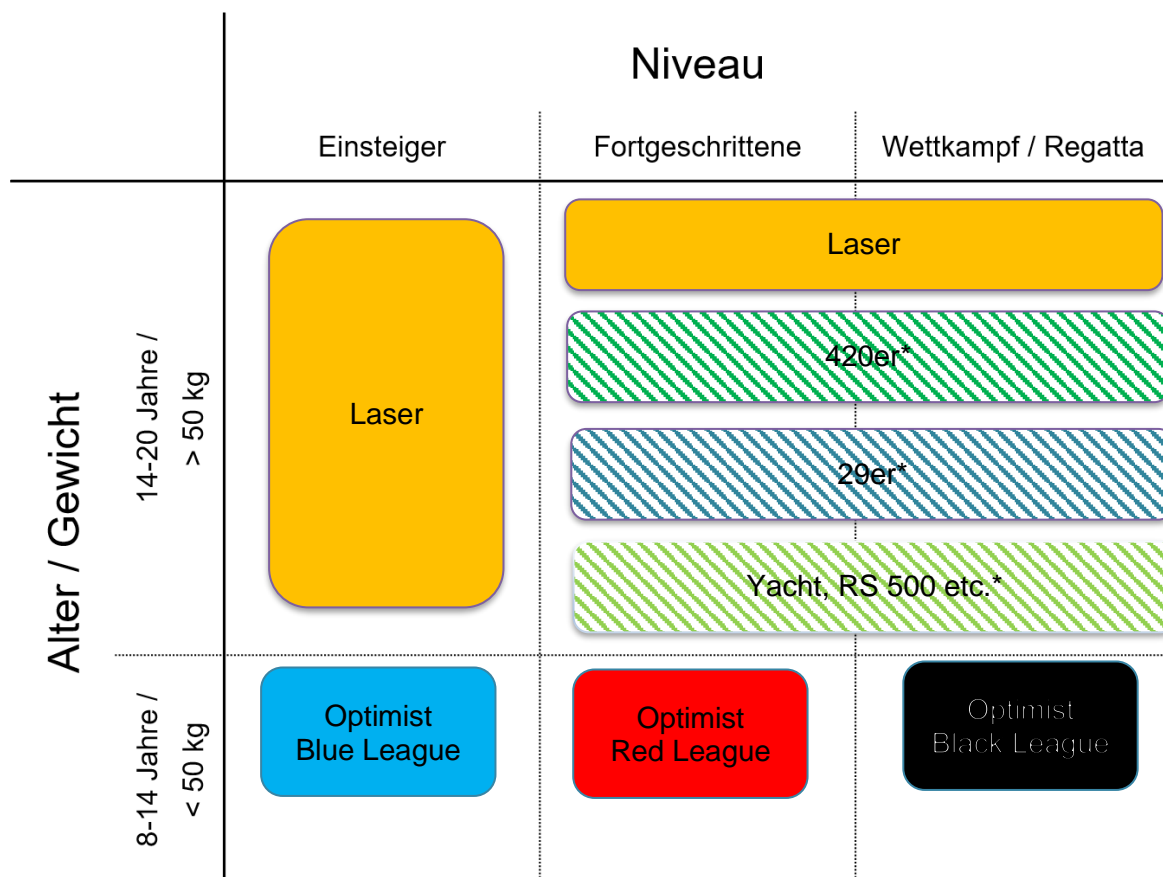 Niveau
Einsteiger
Fortgeschrittene
Wettkampf / Regatta
Alter / Gewicht
14-20 Jahre /
> 50 kg
Laser
Laser
420er*
29er*
Yacht, RS 500 etc.*
8-14 Jahre /
< 50 kg
Optimist
Blue League
Optimist
Red League
Optimist
Black League